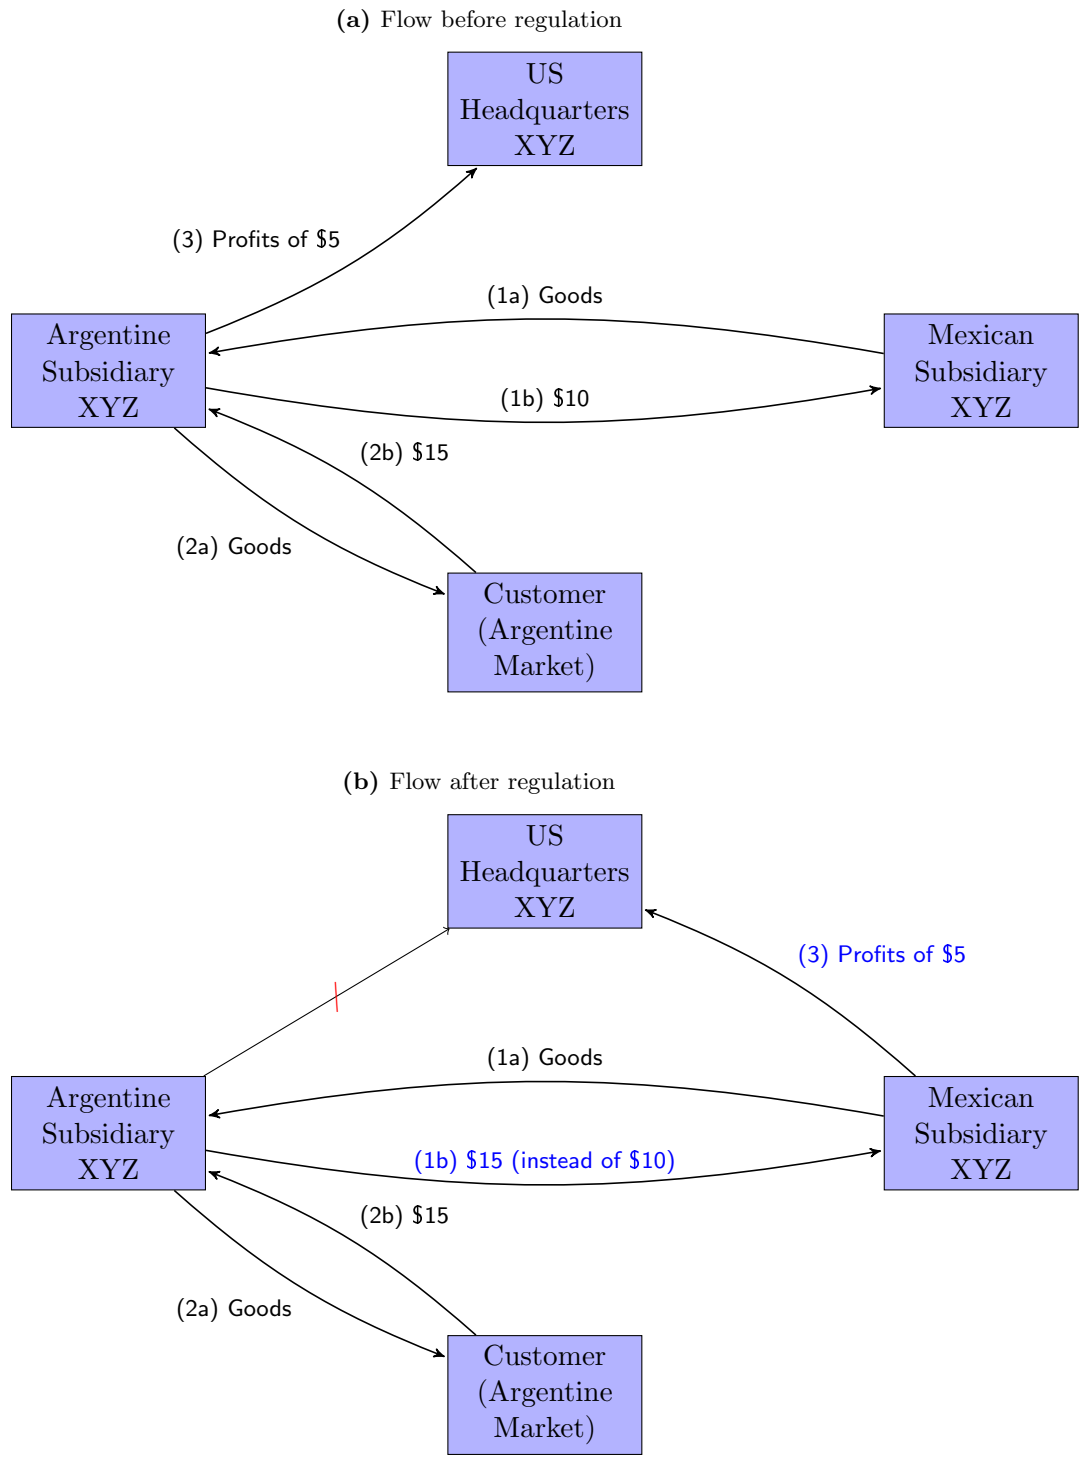 (a) Flow before regulation
US
Headquarters
XYZ
(3) Profits of $5
(1a) Goods
Argentine
Subsidiary
XYZ
Mexican
Subsidiary
XYZ
(1b) $10
(2b) $15
(2a) Goods
Customer
(Argentine
Market)
(b) Flow after regulation
US
Headquarters
XYZ
(3) Profits of $5
(1a) Goods
Argentine
Subsidiary
XYZ
Mexican
Subsidiary
XYZ
(1b) $15 (instead of $10)
(2b) $15
(2a) Goods
Customer
(Argentine
Market)